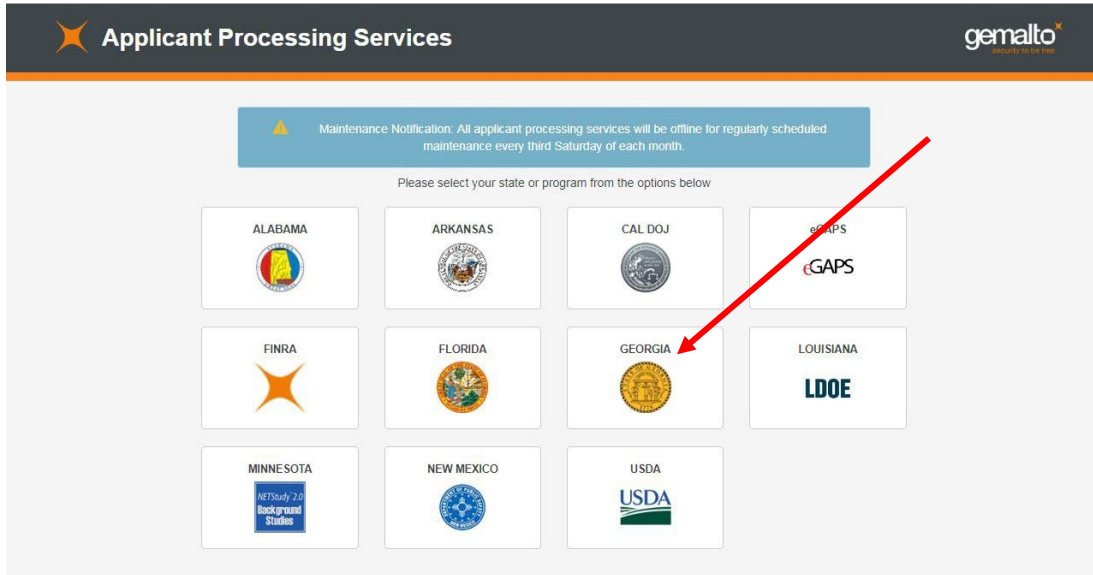 Applicant Processing Services
gemalto
security to be free
Maintenance Notification: All applicant processing services will be offline for regularly scheduled
maintenance every third Saturday of each month.
Please select your state or program from the options below
ALABAMA
ARKANSAS
CAL DOJ
eGAPS
eGAPS
FINRA
FLORIDA
GEORGIA
LOUISIANA
LDOE
MINNESOTA
NETStudy 2.0
Background
Studies
NEW MEXICO
USDA
USDA